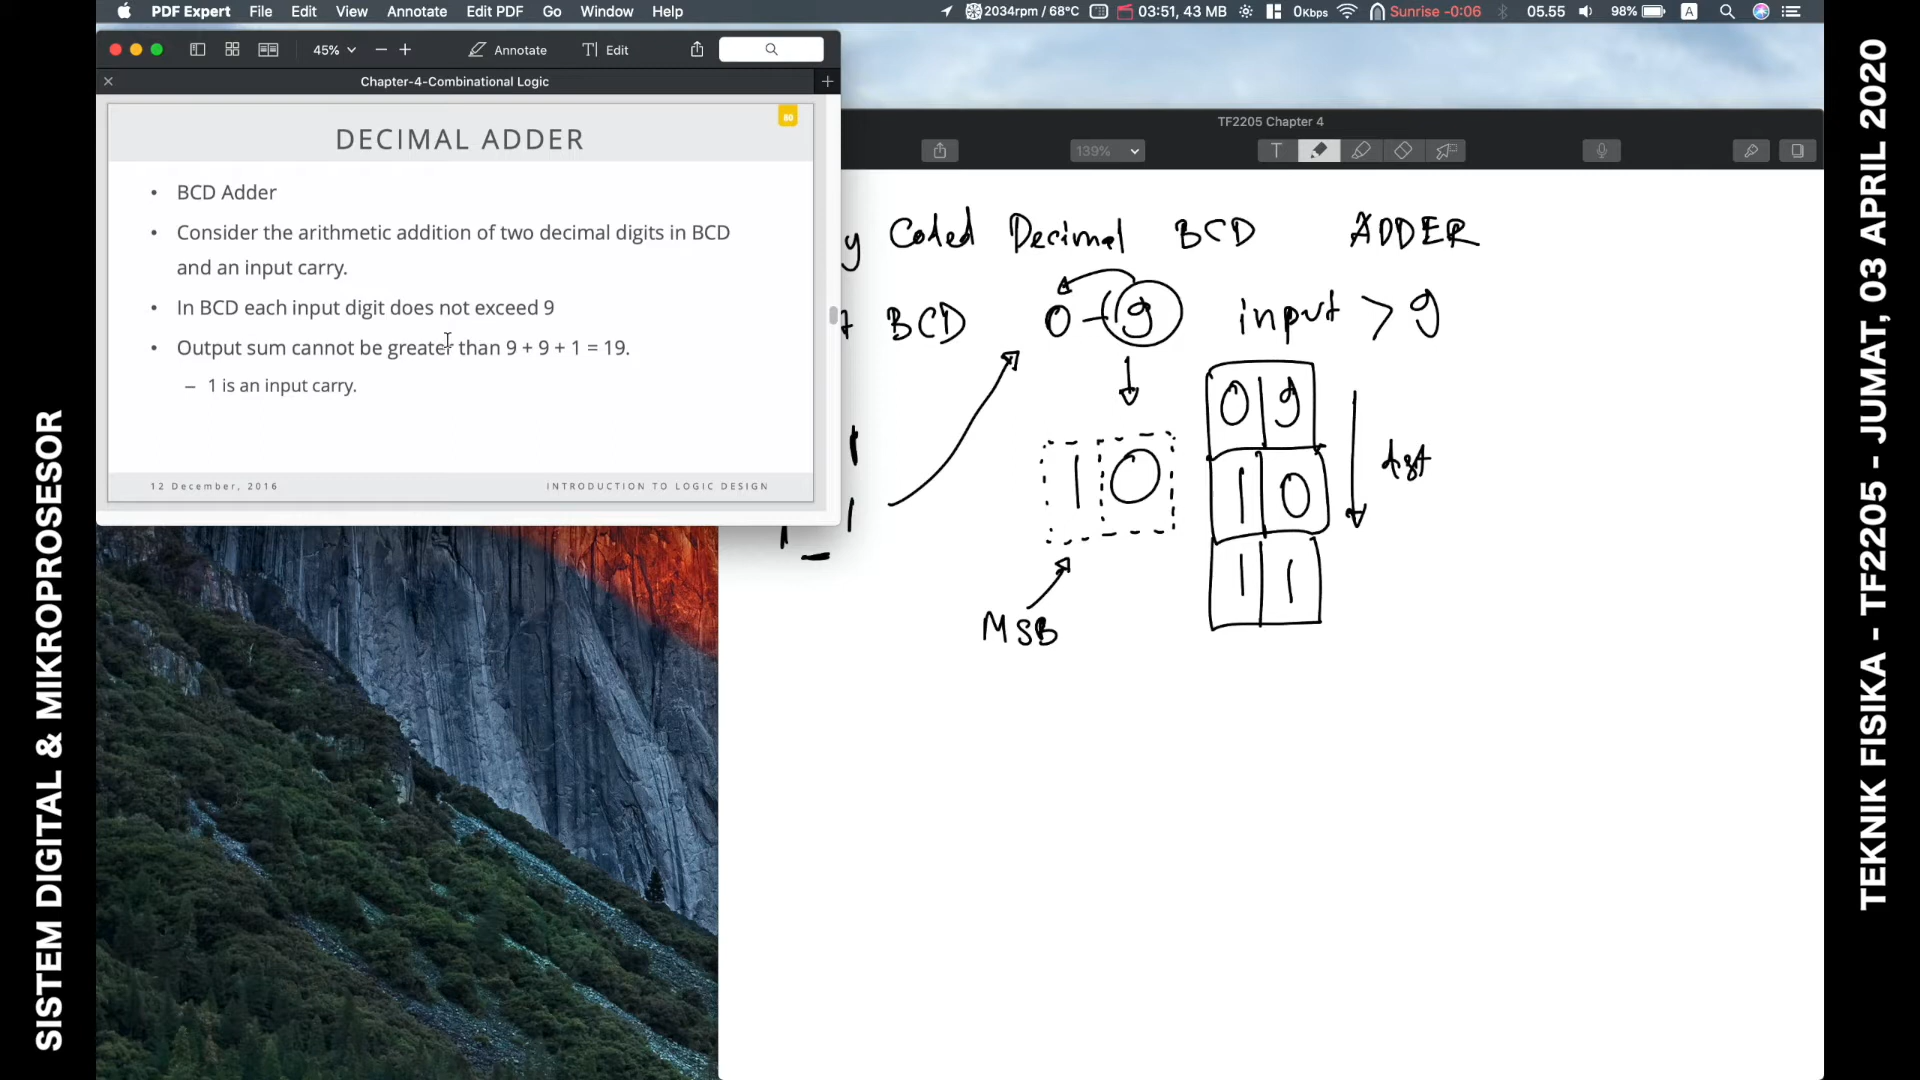 PDF Expert File Edit View Annotate Edit PDF Go Window Help 2034rpm / 68°C 03:51, 43 MB 0Kbps Sunrise -0:06 05.55 98% A
45% Annotate Edit
Chapter-4-Combinational Logic
60
DECIMAL ADDER
• BCD Adder
• Consider the arithmetic addition of two decimal digits in BCD
and an input carry.
• In BCD each input digit does not exceed 9
• Output sum cannot be greater than 9 + 9 + 1 = 19.
– 1 is an input carry.
12 December, 2016 INTRODUCTION TO LOGIC DESIGN
TF2205 Chapter 4
139% T
y Coded Decimal BCD ADDER
BCD 0 - 9 input > 9
0 9
1 0 1 0 dst
1 1
MSB
SISTEM DIGITAL & MIKROPROSESOR
TEKNIK FISIKA - TF2205 - JUMAT, 03 APRIL 2020